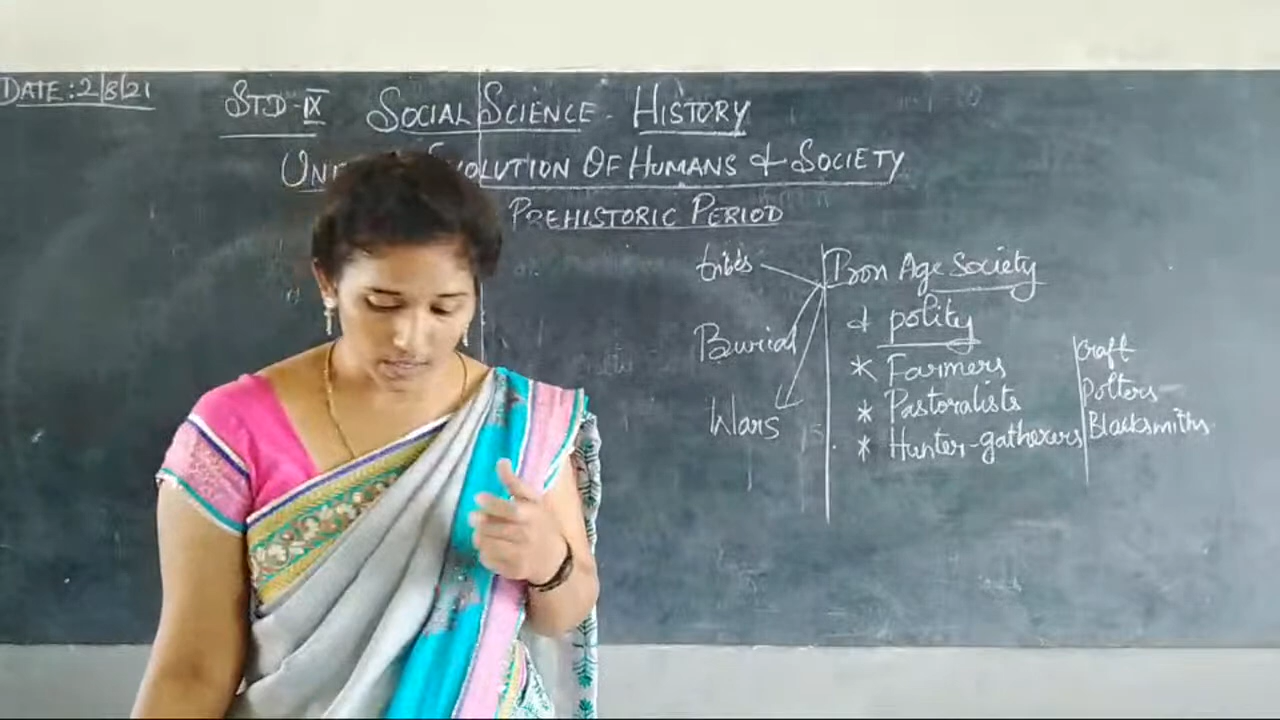 DATE : 2/8/21
STD-IX SOCIAL SCIENCE - HISTORY
EVOLUTION OF HUMANS & SOCIETY
PREHISTORIC PERIOD
tribes
Burial
Wars
Iron Age Society
& polity
* Farmers
* Pastoralists
* Hunter-gatherers
Craft
Potters
Blacksmiths